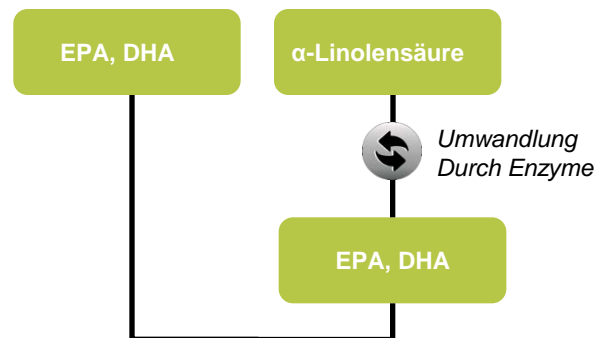 EPA, DHA
α-Linolensäure
Umwandlung
Durch Enzyme
EPA, DHA